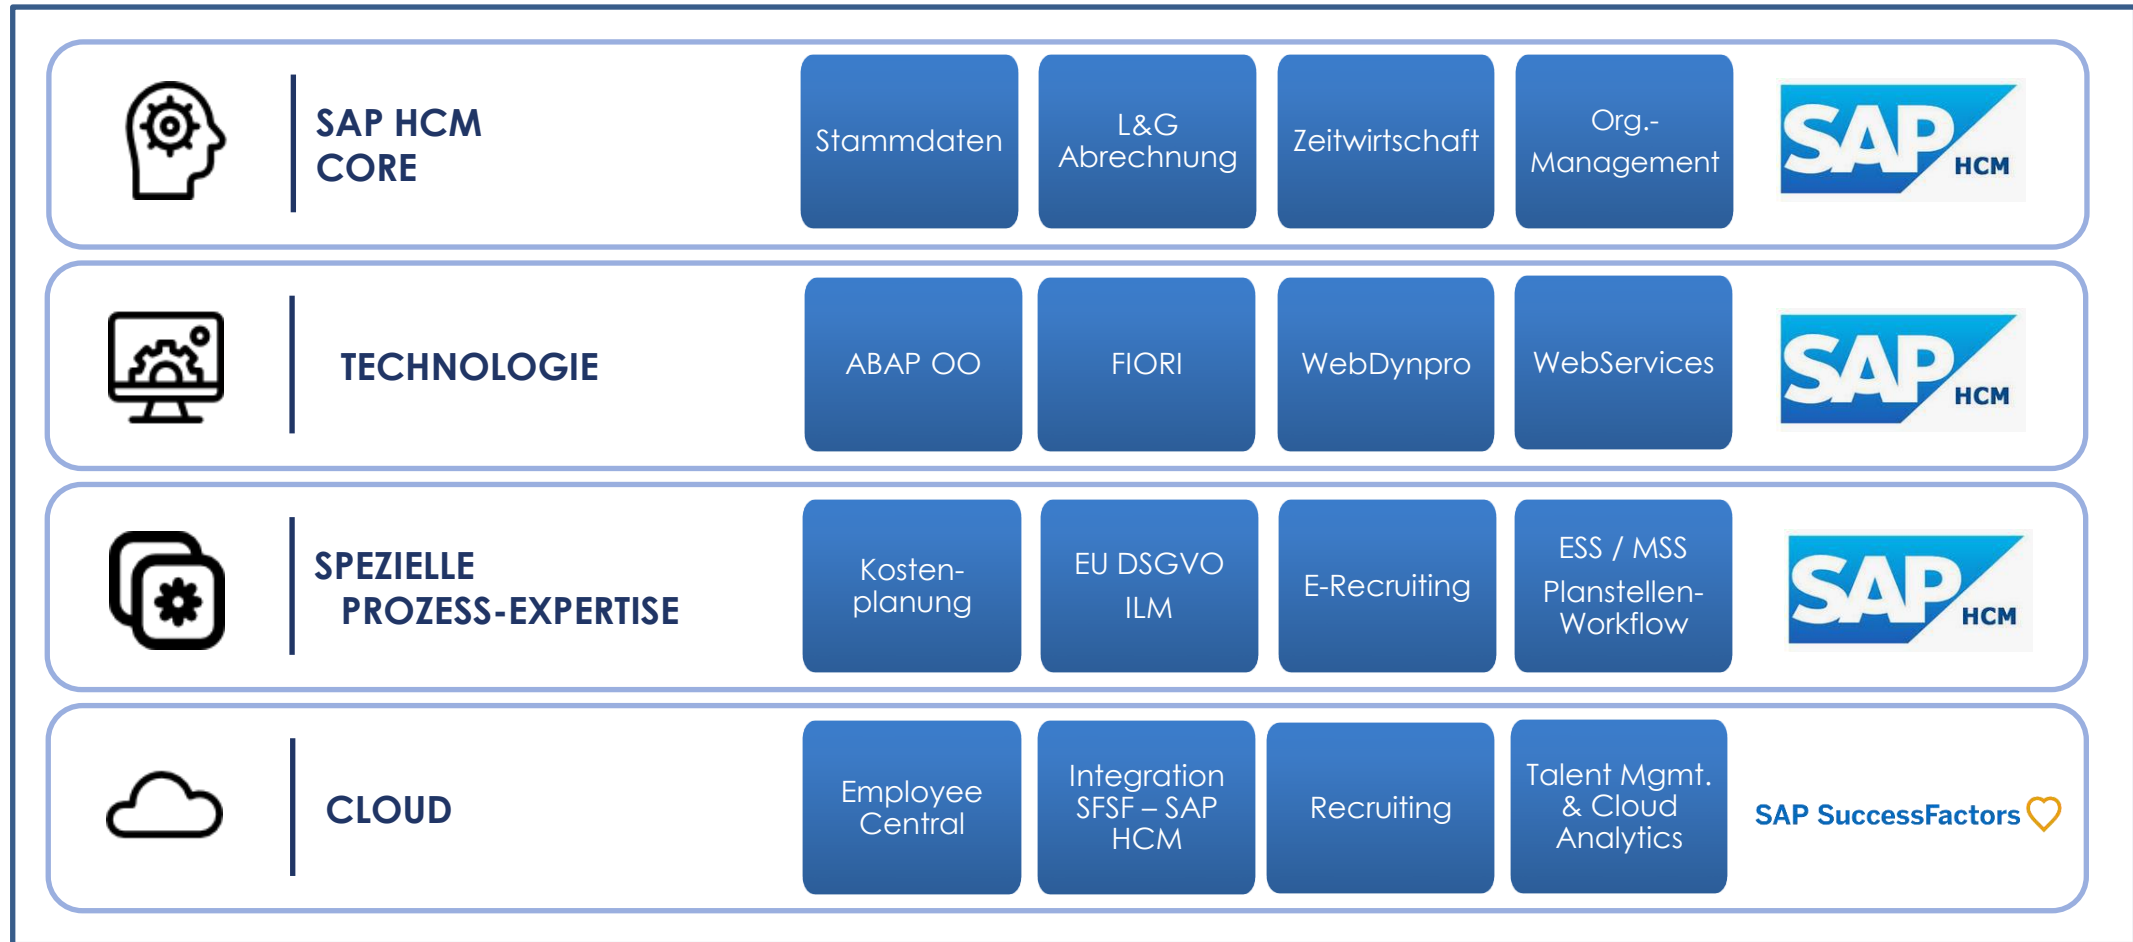 SAP HCM
CORE
Stammdaten
L&G
Abrechnung
Zeitwirtschaft
Org.-
Management
SAP
HCM
TECHNOLOGIE
ABAP OO
FIORI
WebDynpro
WebServices
SAP
HCM
SPEZIELLE
PROZESS-EXPERTISE
Kosten-
planung
EU DSGVO
ILM
E-Recruiting
ESS / MSS
Planstellen-
Workflow
SAP
HCM
CLOUD
Employee
Central
Integration
SFSF – SAP
HCM
Recruiting
Talent Mgmt.
& Cloud
Analytics
SAP SuccessFactors